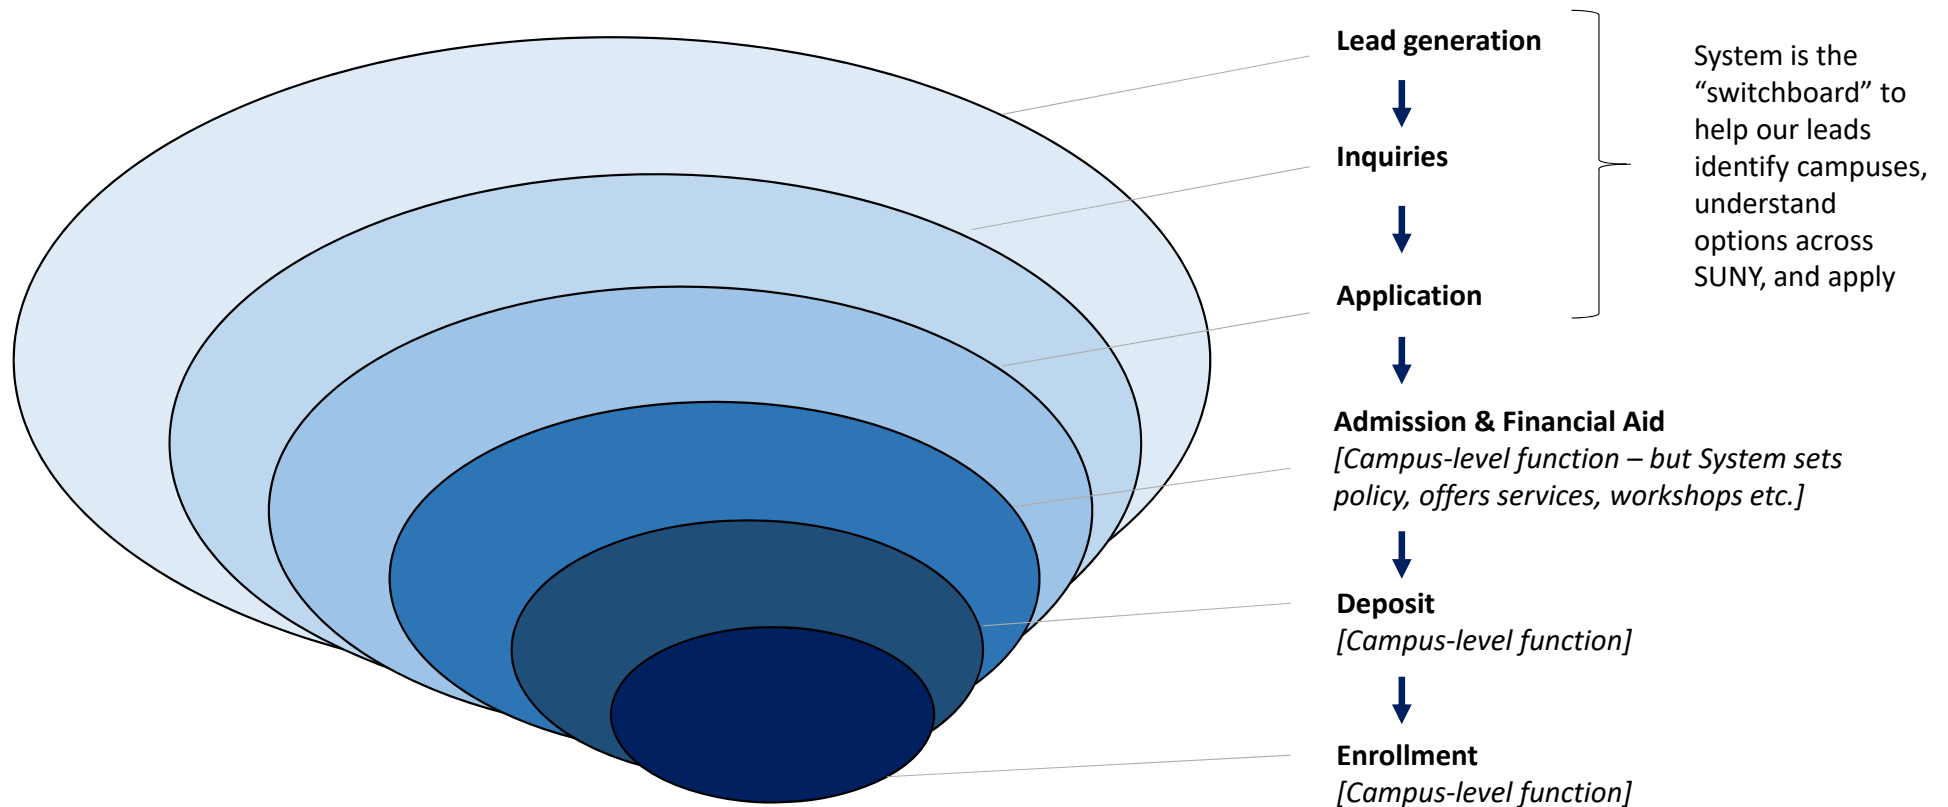 Lead generation
Inquiries
Application
System is the
“switchboard” to
help our leads
identify campuses,
understand
options across
SUNY, and apply
Admission & Financial Aid
[Campus-level function – but System sets
policy, offers services, workshops etc.]
Deposit
[Campus-level function]
Enrollment
[Campus-level function]